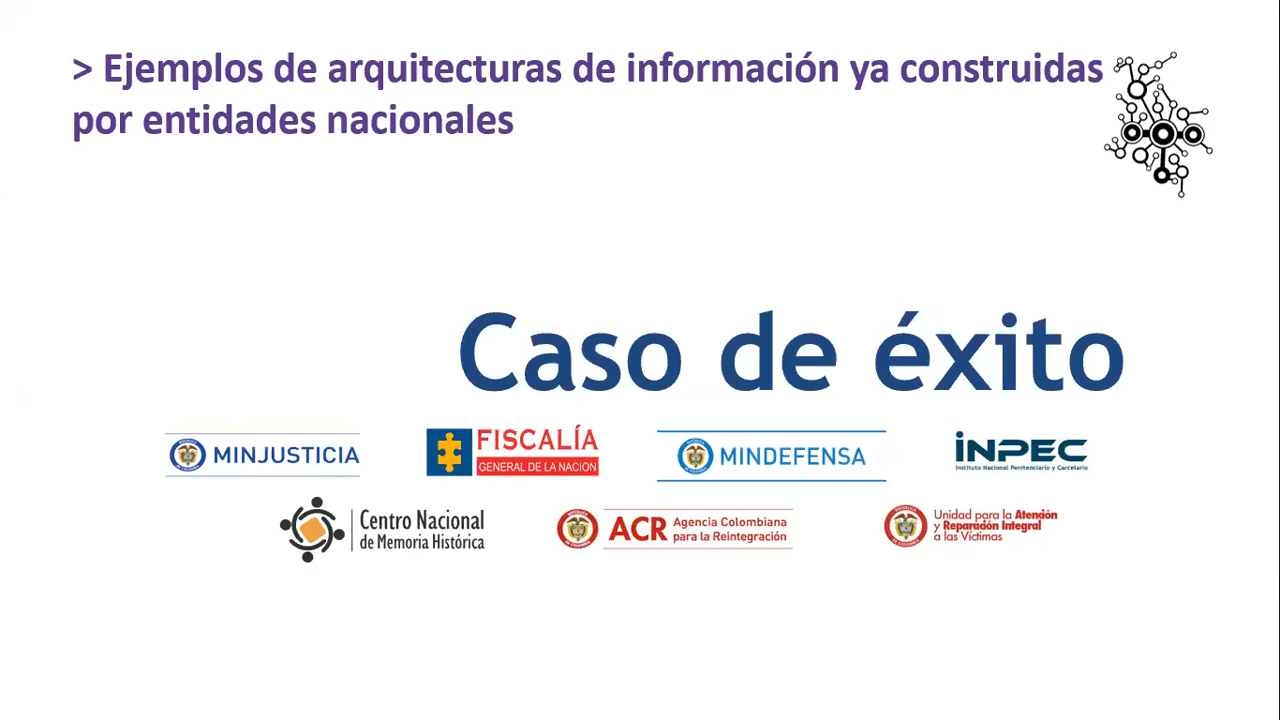 > Ejemplos de arquitecturas de información ya construidas
por entidades nacionales
Caso de éxito
MINJUSTICIA
FISCALÍA
GENERAL DE LA NACION
MINDEFENSA
INPEC
Instituto Nacional Penitenciario y Carcelario
Centro Nacional
de Memoria Histórica
ACR
Agencia Colombiana
para la Reintegración
Unidad para la Atención
y Reparación Integral
a las Víctimas